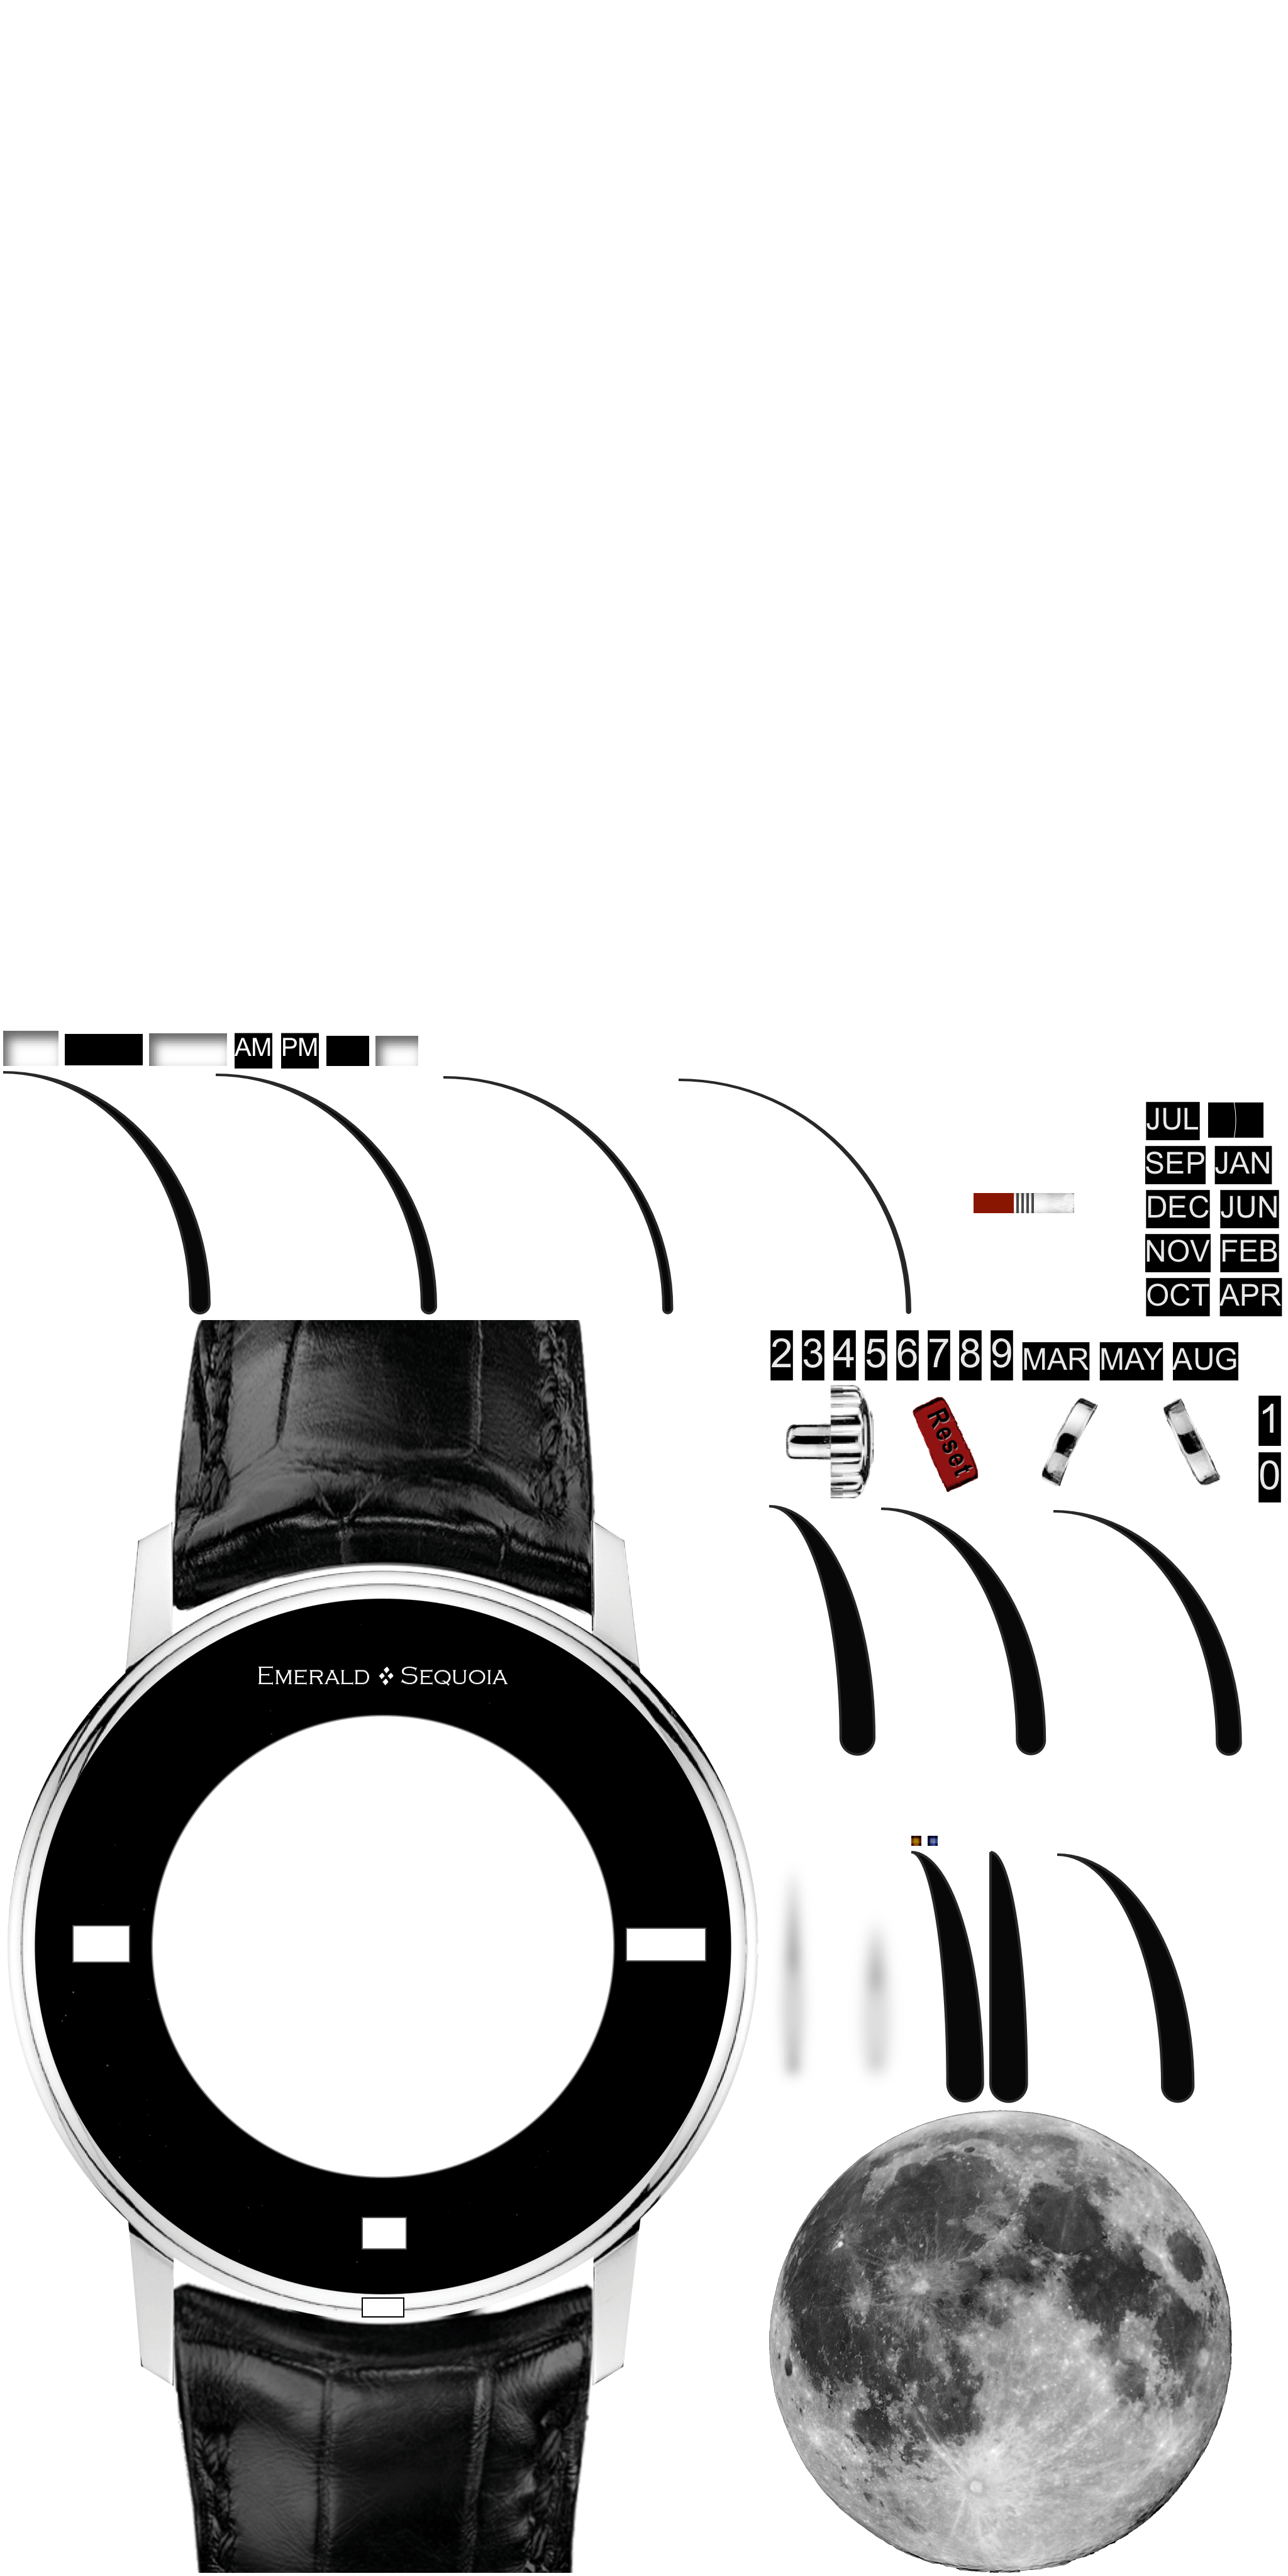 AM PM
JUL
SEP JAN
DEC JUN
NOV FEB
OCT APR
2 3 4 5 6 7 8 9 MAR MAY AUG
Reset
1
0
EMERALD SEQUOIA